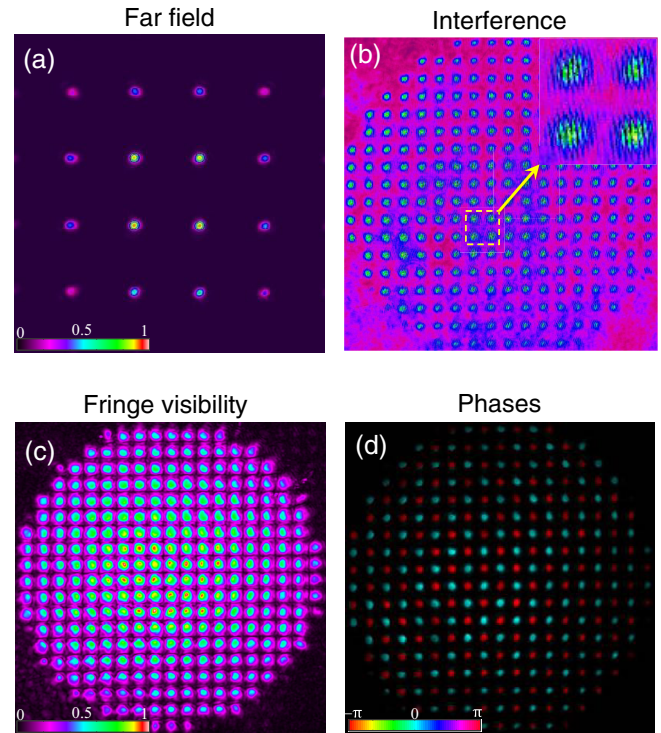 Far field
Interference
(a)
(b)
0 0.5 1
Fringe visibility
Phases
(c)
(d)
0 0.5 1
−π 0 π